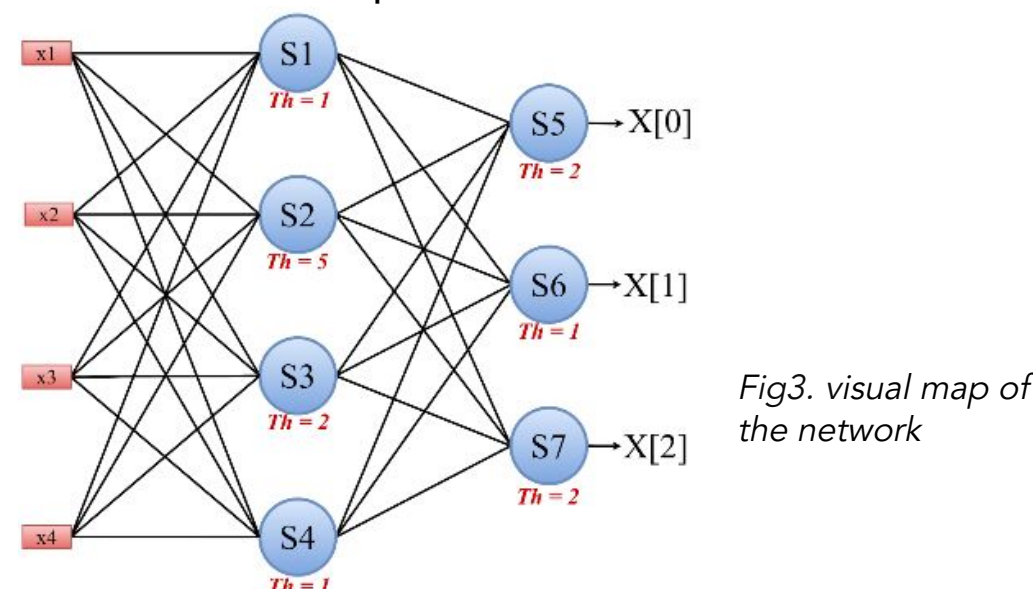 x1
S1
Th = 1
S5
X[0]
Th = 2
x2
S2
Th = 5
S6
X[1]
Th = 1
x3
S3
Th = 2
Fig3. visual map of
the network
S7
X[2]
Th = 2
x4
S4
Th = 1